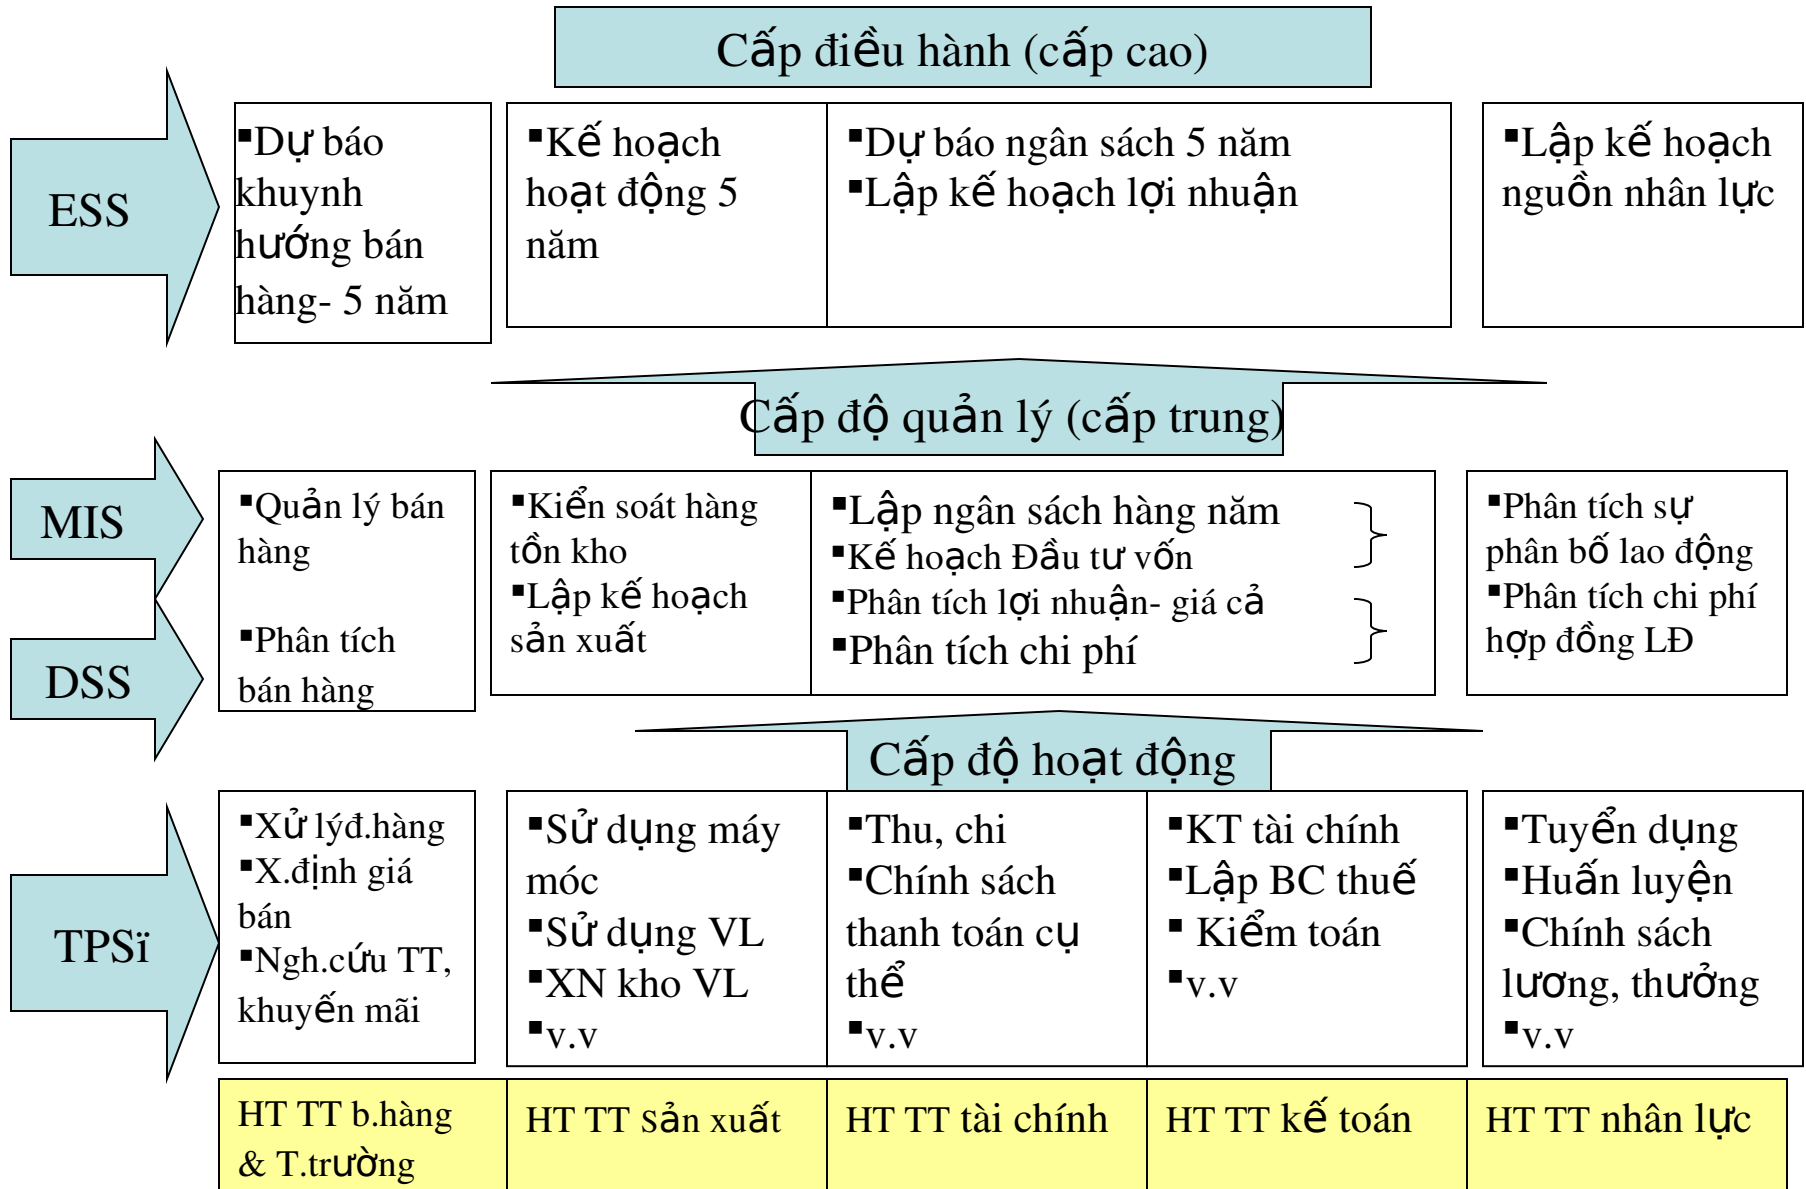 Cấp điều hành (cấp cao)
ESS
▪Dự báo
khuynh
hướng bán
hàng- 5 năm
▪Kế hoạch
hoạt động 5
năm
▪Dự báo ngân sách 5 năm
▪Lập kế hoạch lợi nhuận
▪Lập kế hoạch
nguồn nhân lực
Cấp độ quản lý (cấp trung)
MIS
DSS
▪Quản lý bán
hàng
▪Phân tích
bán hàng
▪Kiển soát hàng
tồn kho
▪Lập kế hoạch
sản xuất
▪Lập ngân sách hàng năm
▪Kế hoạch Đầu tư vốn
▪Phân tích lợi nhuận- giá cả
▪Phân tích chi phí
▪Phân tích sự
phân bố lao động
▪Phân tích chi phí
hợp đồng LĐ
Cấp độ hoạt động
TPSï
▪Xử lýđ.hàng
▪X.định giá
bán
▪Ngh.cứu TT,
khuyến mãi
▪Sử dụng máy
móc
▪Sử dụng VL
▪XN kho VL
▪v.v
▪Thu, chi
▪Chính sách
thanh toán cụ
thể
▪v.v
▪KT tài chính
▪Lập BC thuế
▪ Kiểm toán
▪v.v
▪Tuyển dụng
▪Huấn luyện
▪Chính sách
lương, thưởng
▪v.v
HT TT b.hàng
& T.trường
HT TT Sản xuất
HT TT tài chính
HT TT kế toán
HT TT nhân lực